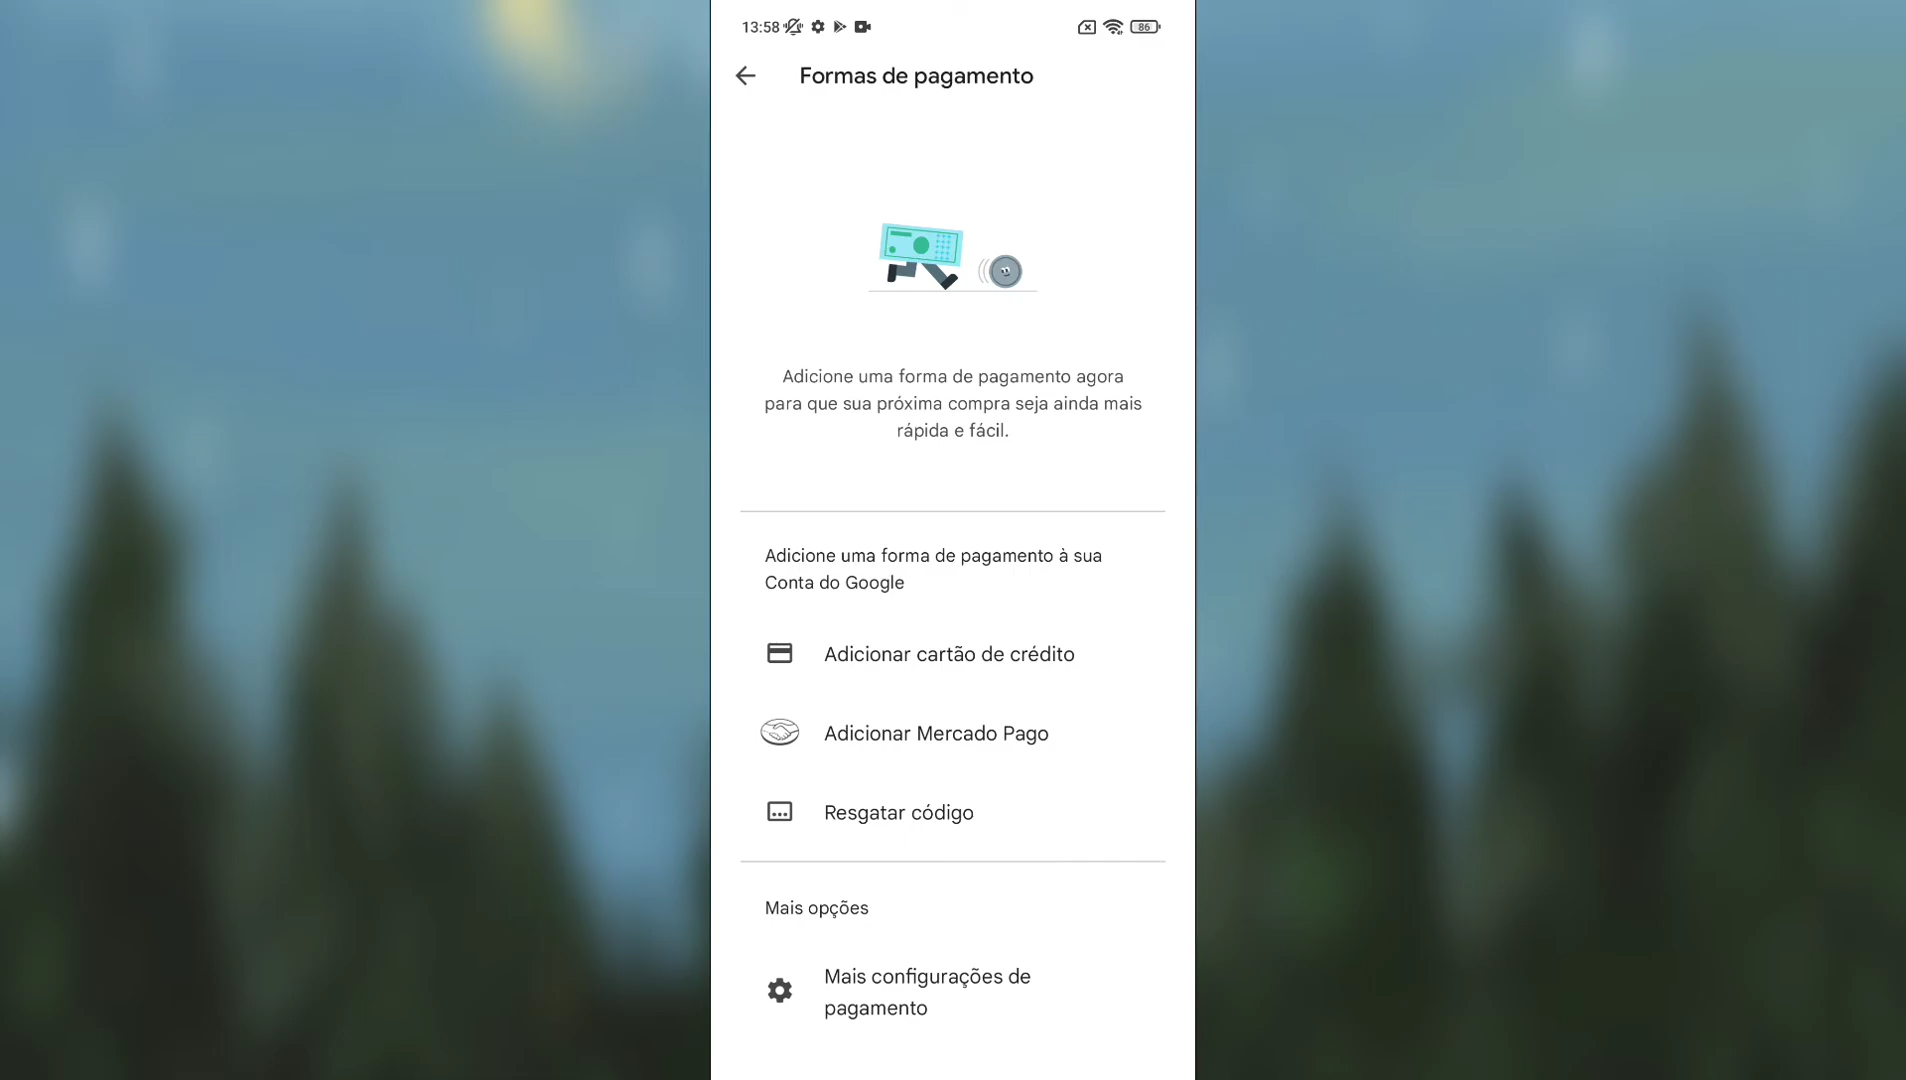 13:58
86
Formas de pagamento
Adicione uma forma de pagamento agora
para que sua próxima compra seja ainda mais
rápida e fácil.
Adicione uma forma de pagamento à sua
Conta do Google
Adicionar cartão de crédito
Adicionar Mercado Pago
Resgatar código
Mais opções
Mais configurações de
pagamento